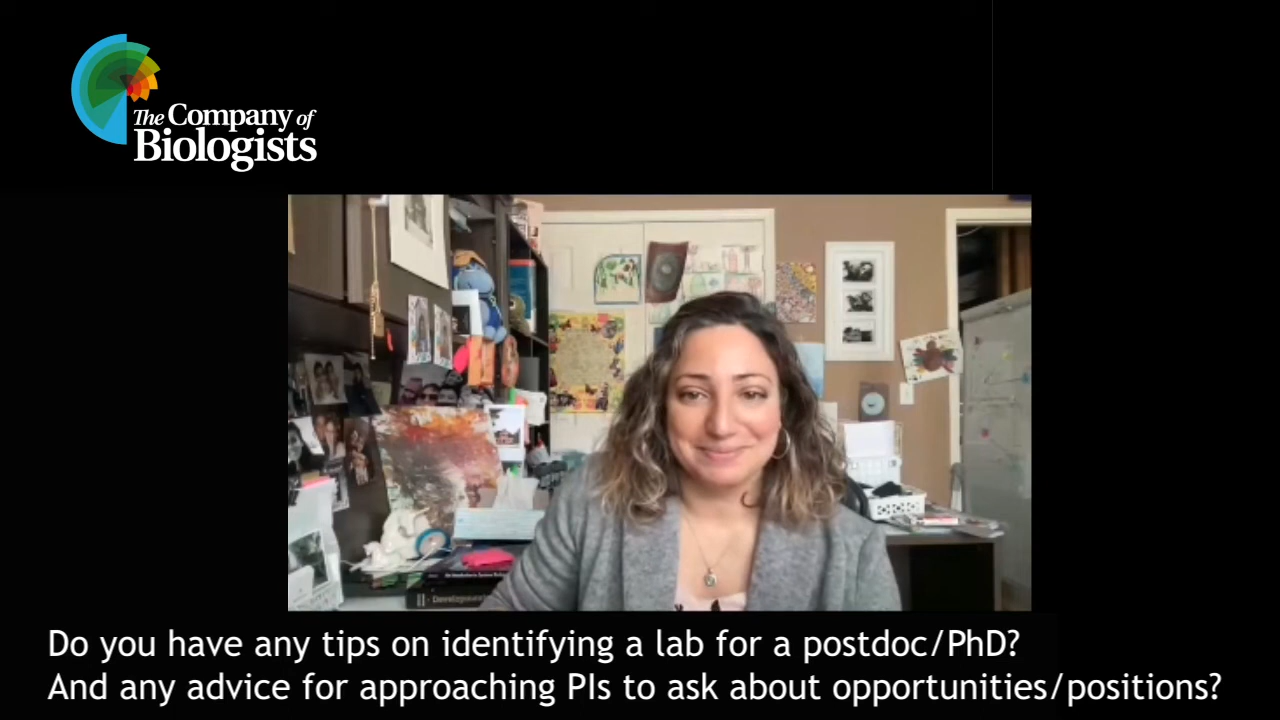 The Company of
Biologists
Do you have any tips on identifying a lab for a postdoc/PhD?
And any advice for approaching PIs to ask about opportunities/positions?